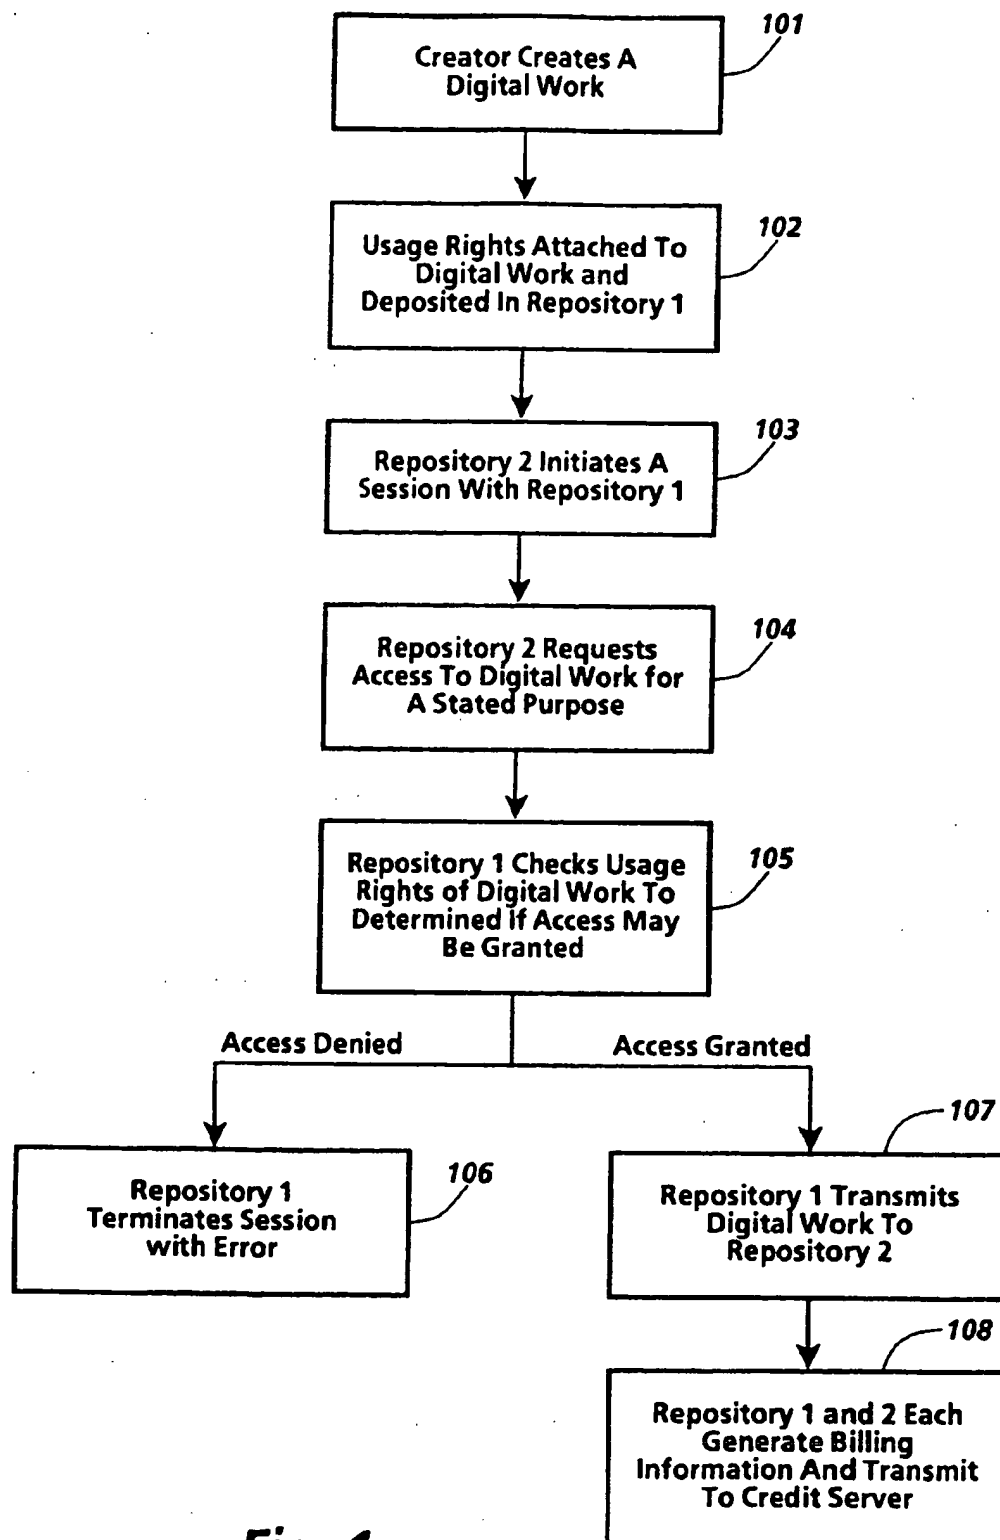 101
Creator Creates A
Digital Work
102
Usage Rights Attached To
Digital Work and
Deposited In Repository 1
103
Repository 2 Initiates A
Session With Repository 1
104
Repository 2 Requests
Access To Digital Work for
A Stated Purpose
105
Repository 1 Checks Usage
Rights of Digital Work To
Determined if Access May
Be Granted
Access Denied
Access Granted
106
Repository 1
Terminates Session
with Error
107
Repository 1 Transmits
Digital Work To
Repository 2
108
Repository 1 and 2 Each
Generate Billing
Information And Transmit
To Credit Server
Fig. 1